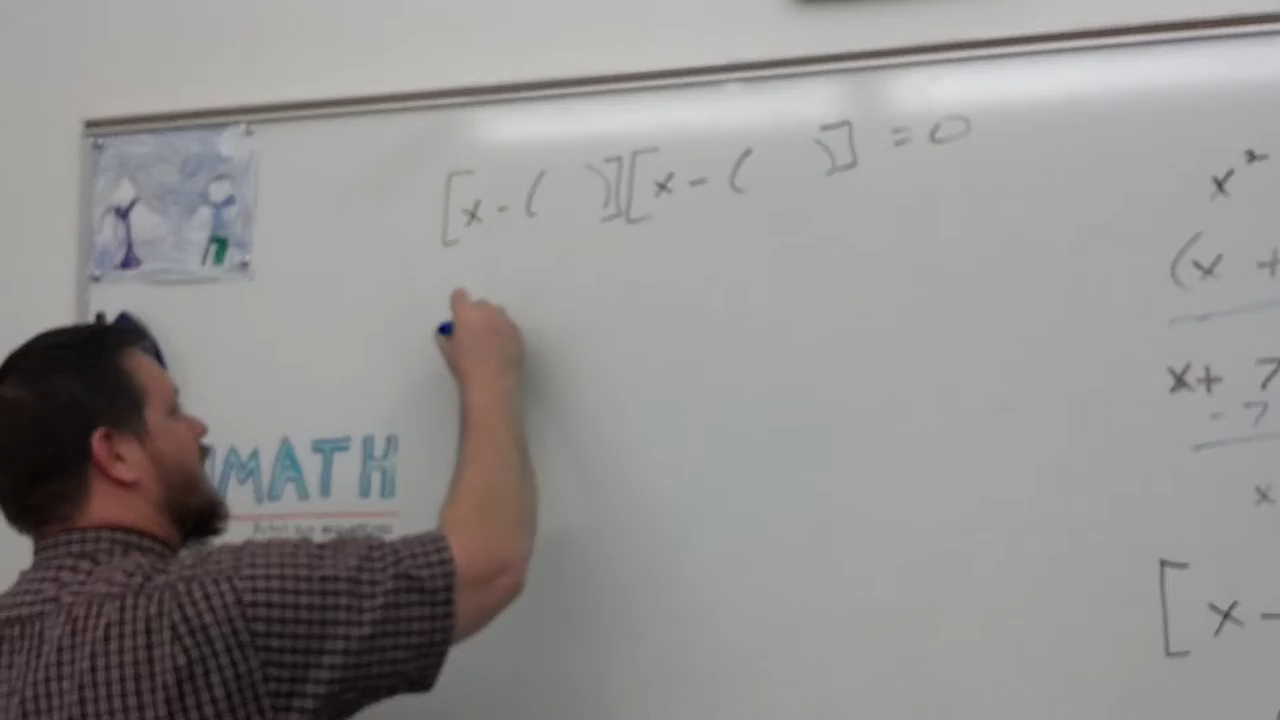 [x-( )][x-( )] = 0
x²
(x +
x+ 7
- 7
x
[x -
MATH